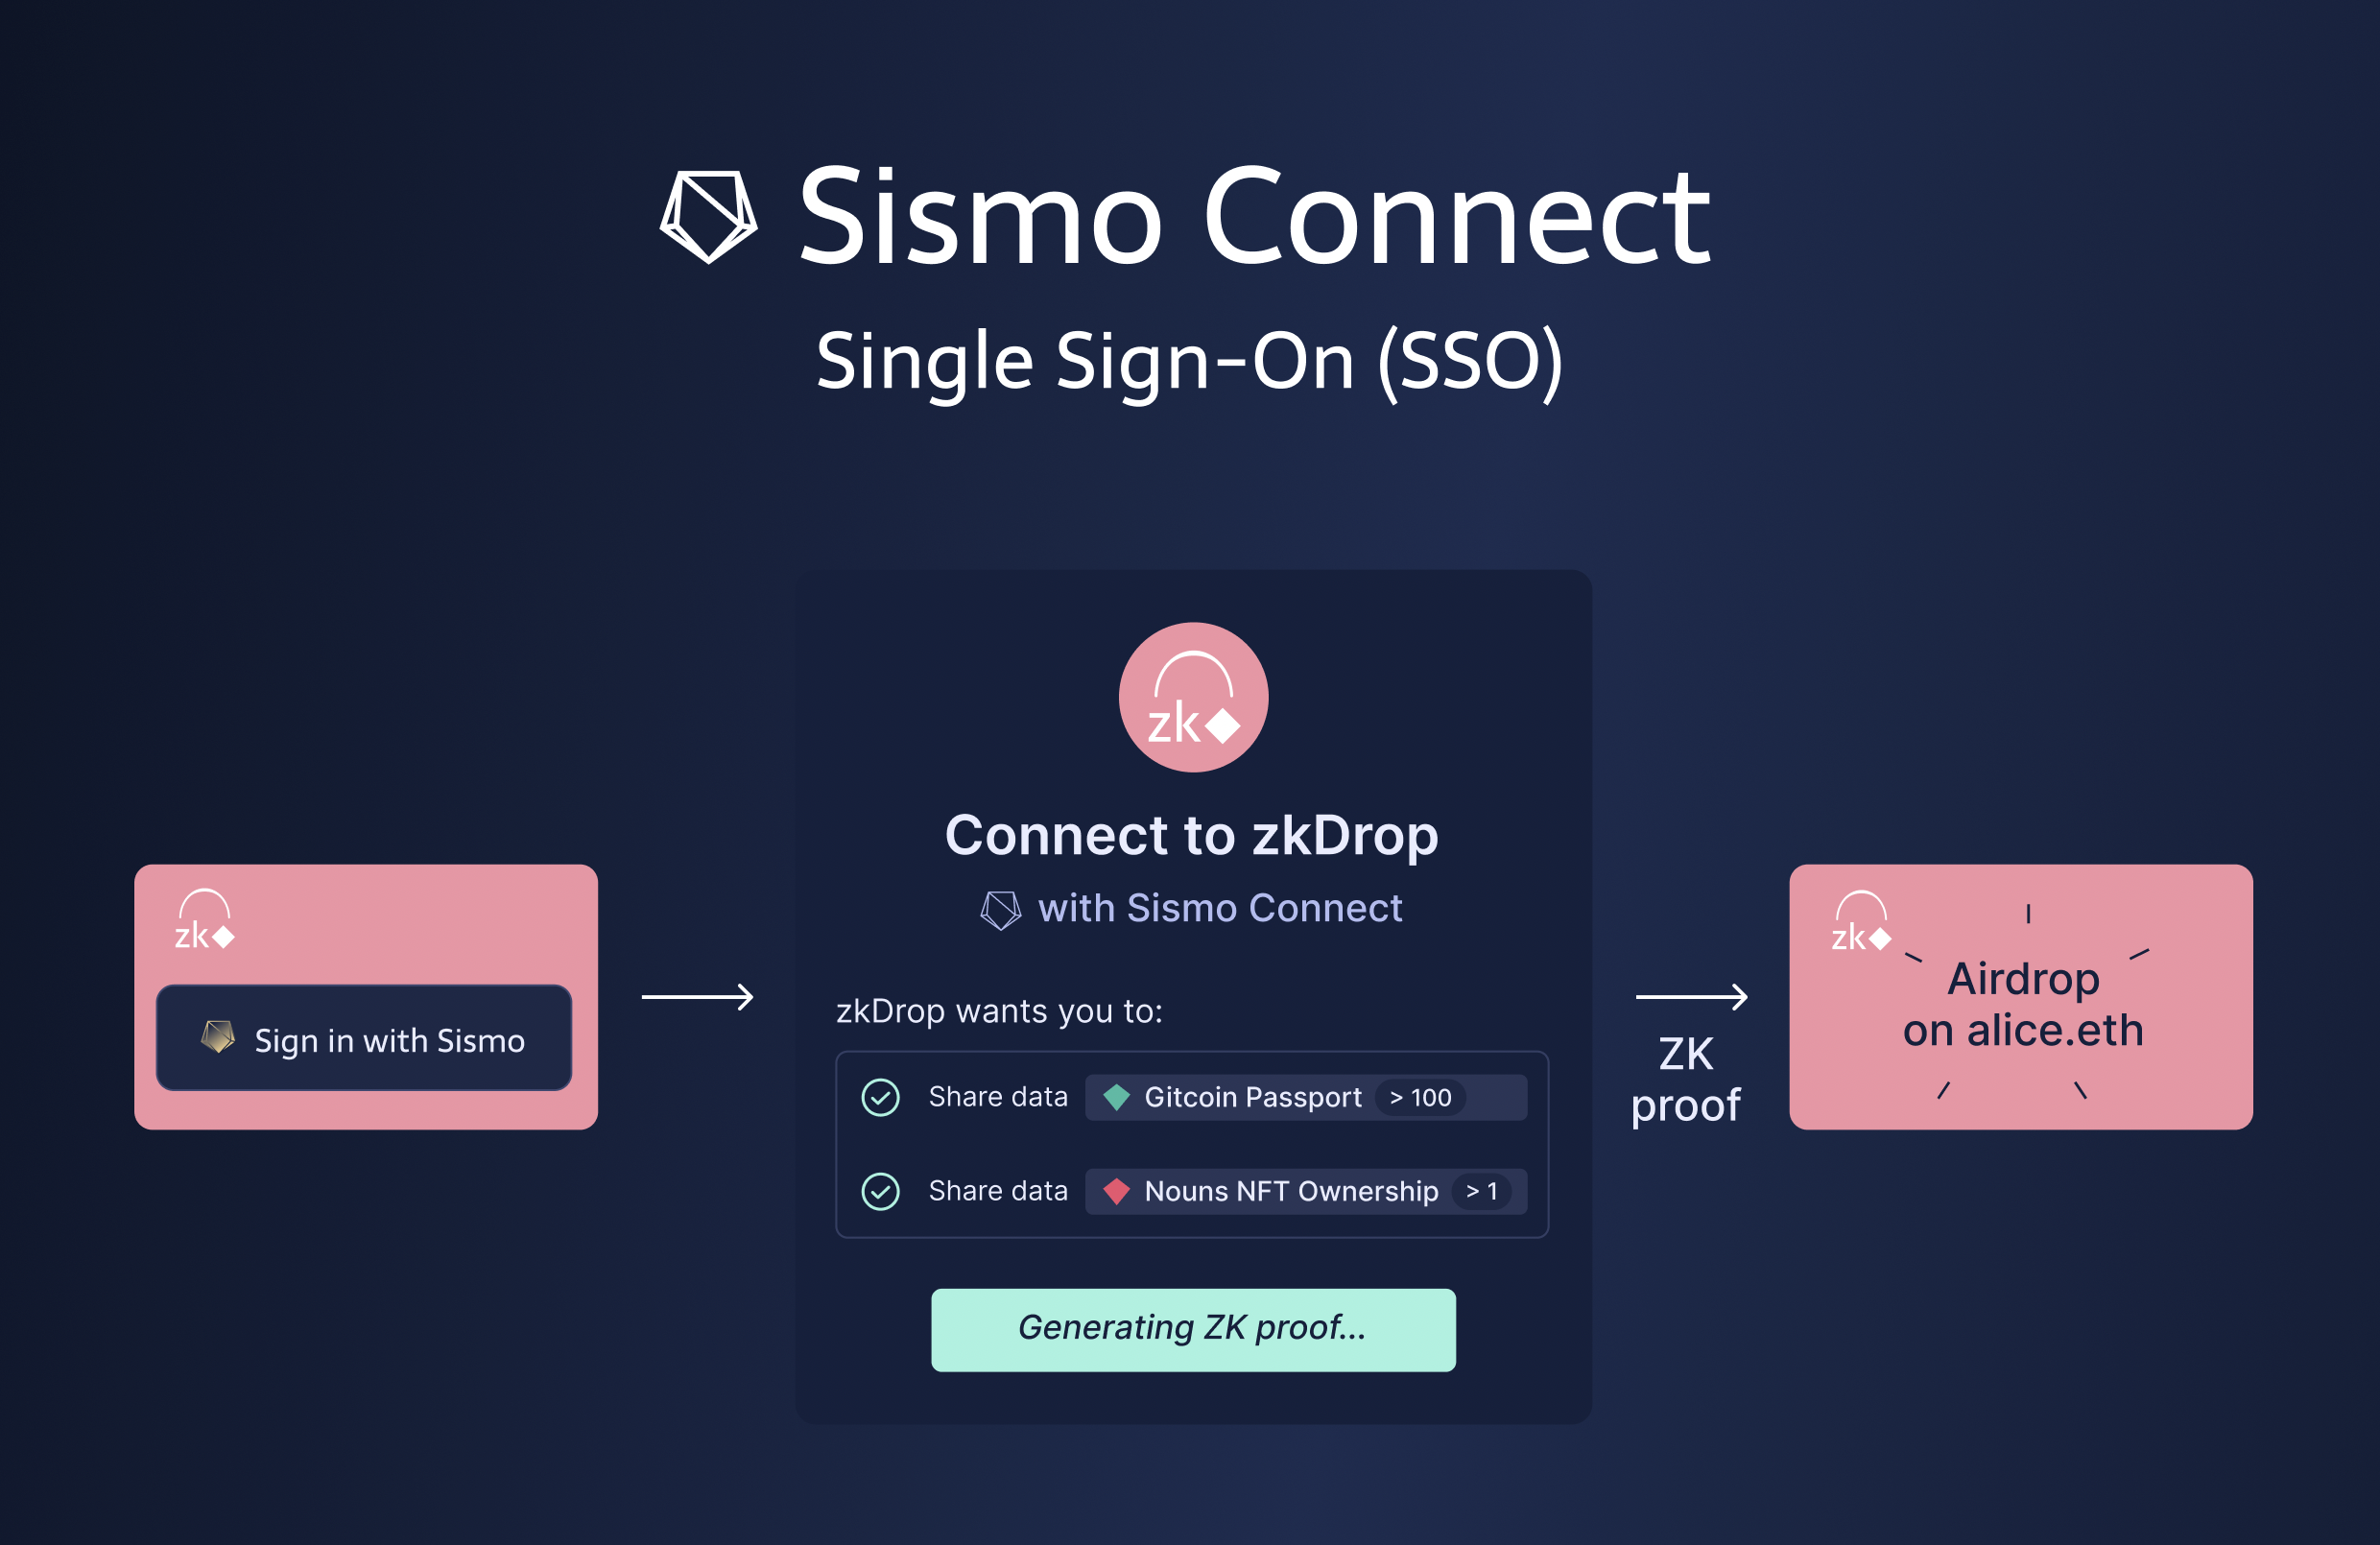 Sismo Connect
Single Sign-On (SSO)
zk
Sign in with Sismo
zk
Connect to zkDrop
with Sismo Connect
zkDrop wants you to:
Share data Gitcoin Passport > 100
Share data Nouns NFT Ownership > 1
Generating ZK proof...
ZK
proof
zk
Airdrop
on alice.eth